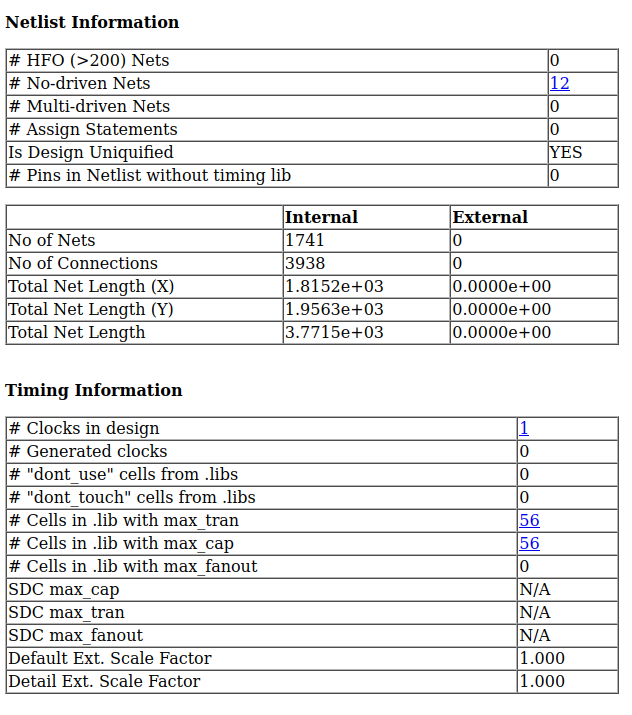 Netlist Information
# HFO (>200) Nets 0
# No-driven Nets 12
# Multi-driven Nets 0
# Assign Statements 0
Is Design Uniquified YES
# Pins in Netlist without timing lib 0
Internal External
No of Nets 1741 0
No of Connections 3938 0
Total Net Length (X) 1.8152e+03 0.0000e+00
Total Net Length (Y) 1.9563e+03 0.0000e+00
Total Net Length 3.7715e+03 0.0000e+00
Timing Information
# Clocks in design 1
# Generated clocks 0
# "dont_use" cells from .libs 0
# "dont_touch" cells from .libs 0
# Cells in .lib with max_tran 56
# Cells in .lib with max_cap 56
# Cells in .lib with max_fanout 0
SDC max_cap N/A
SDC max_tran N/A
SDC max_fanout N/A
Default Ext. Scale Factor 1.000
Detail Ext. Scale Factor 1.000